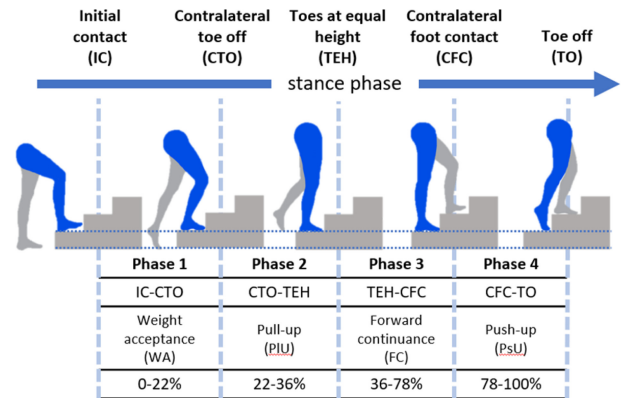 Initial
contact
(IC)
Contralateral
toe off
(CTO)
Toes at equal
height
(TEH)
Contralateral
foot contact
(CFC)
Toe off
(TO)
stance phase
Phase 1 Phase 2 Phase 3 Phase 4
IC-CTO CTO-TEH TEH-CFC CFC-TO
Weight
acceptance
(WA)
Pull-up
(PlU)
Forward
continuance
(FC)
Push-up
(PsU)
0-22% 22-36% 36-78% 78-100%